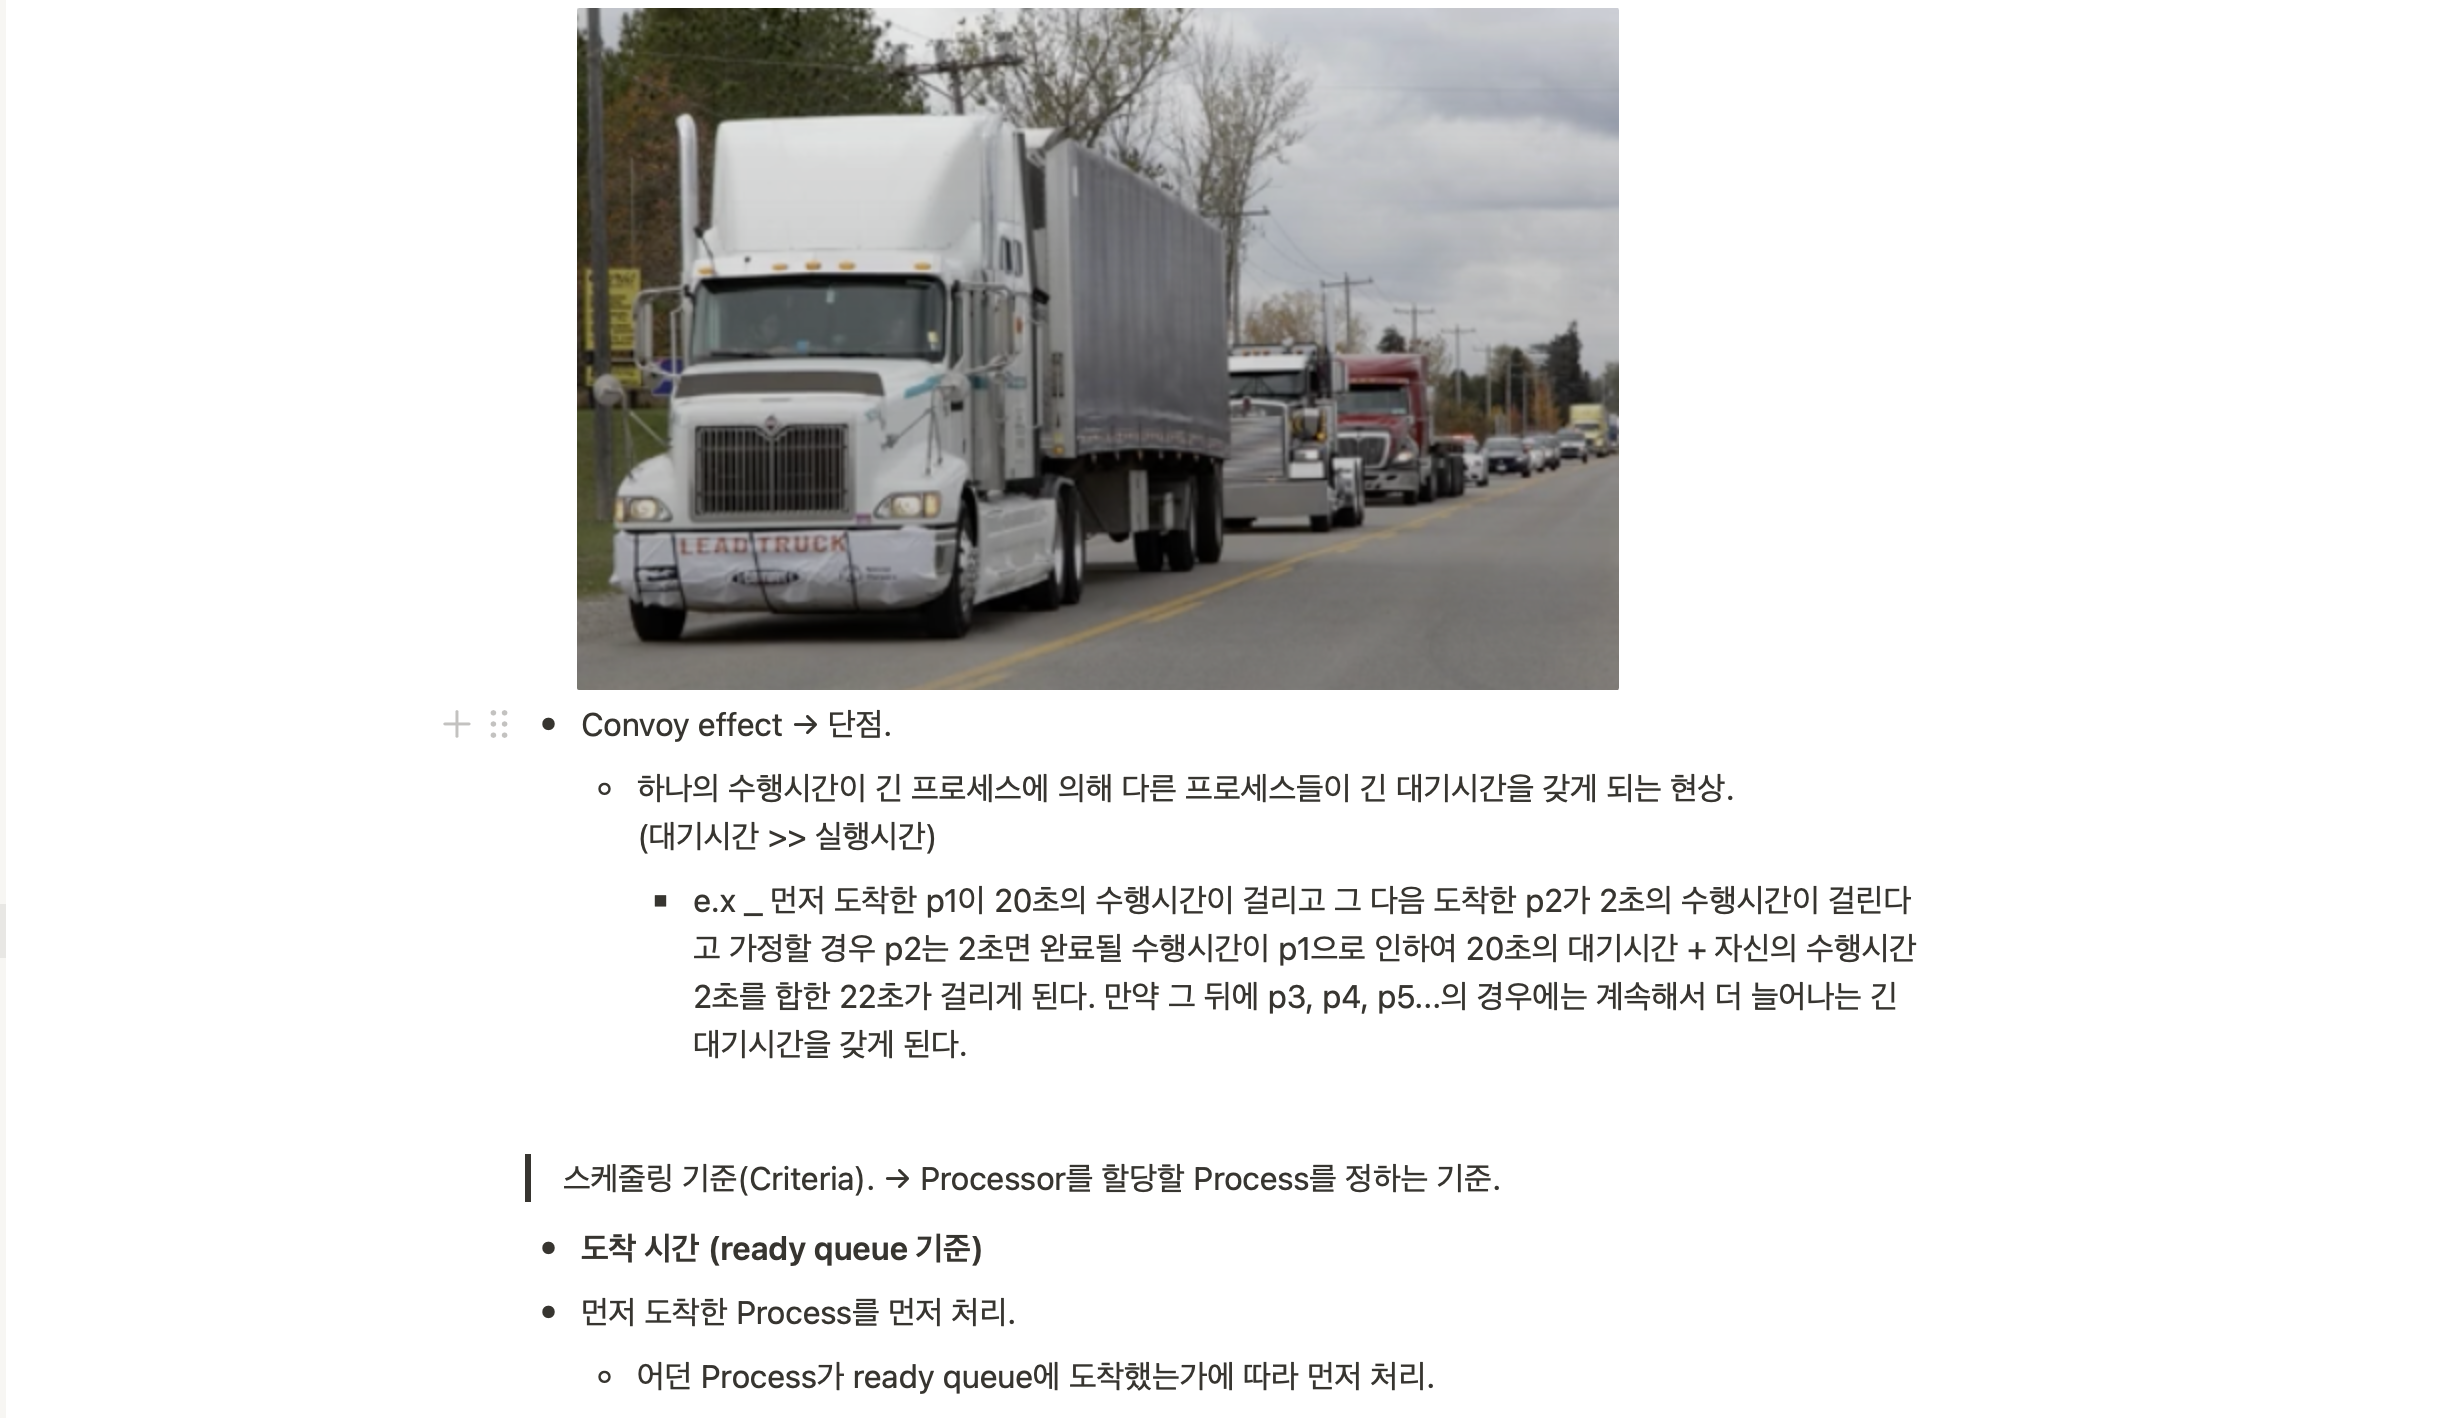 LEAD TRUCK
Convoy effect → 단점.
하나의 수행시간이 긴 프로세스에 의해 다른 프로세스들이 긴 대기시간을 갖게 되는 현상.
(대기시간 >> 실행시간)
e.x _ 먼저 도착한 p1이 20초의 수행시간이 걸리고 그 다음 도착한 p2가 2초의 수행시간이 걸린다
고 가정할 경우 p2는 2초면 완료될 수행시간이 p1으로 인하여 20초의 대기시간 + 자신의 수행시간
2초를 합한 22초가 걸리게 된다. 만약 그 뒤에 p3, p4, p5...의 경우에는 계속해서 더 늘어나는 긴
대기시간을 갖게 된다.
스케줄링 기준(Criteria). → Processor를 할당할 Process를 정하는 기준.
도착 시간 (ready queue 기준)
먼저 도착한 Process를 먼저 처리.
어던 Process가 ready queue에 도착했는가에 따라 먼저 처리.